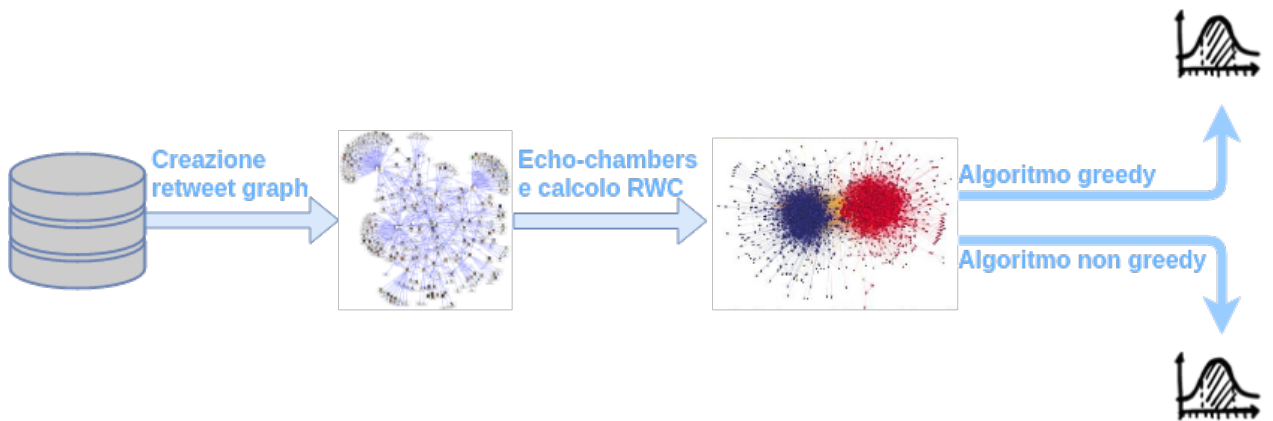 Creazione
retweet graph
Echo-chambers
e calcolo RWC
Algoritmo greedy
Algoritmo non greedy